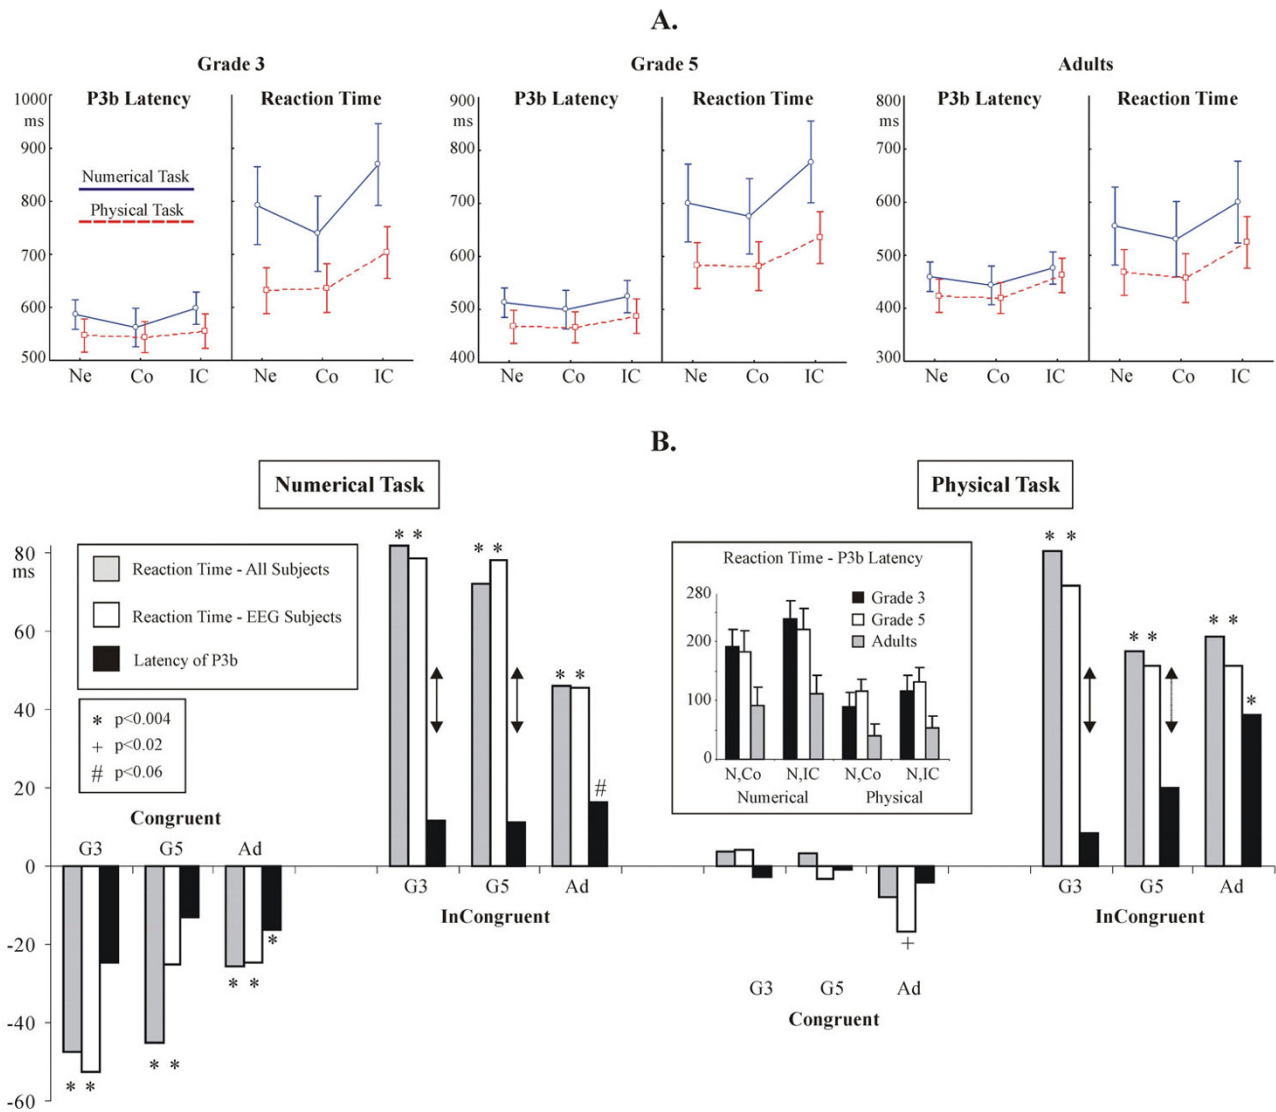 A.
Grade 3
Grade 5
Adults
P3b Latency
Reaction Time
P3b Latency
Reaction Time
P3b Latency
Reaction Time
1000
ms
900
800
700
600
500
Numerical Task
Physical Task
Ne Co IC
Ne Co IC
900
ms
800
700
600
500
400
Ne Co IC
Ne Co IC
800
ms
700
600
500
400
300
Ne Co IC
Ne Co IC
B.
Numerical Task
Physical Task
80
ms
60
40
20
0
-20
-40
-60
Reaction Time - All Subjects
Reaction Time - EEG Subjects
Latency of P3b
* p<0.004
+ p<0.02
# p<0.06
Congruent
G3 G5 Ad
* *
* *
* *
*
* *
* *
* *
#
G3 G5 Ad
InCongruent
Reaction Time - P3b Latency
280
200
100
0
Grade 3
Grade 5
Adults
N,Co N,IC N,Co N,IC
Numerical Physical
+
G3 G5 Ad
Congruent
* *
* *
* *
*
G3 G5 Ad
InCongruent